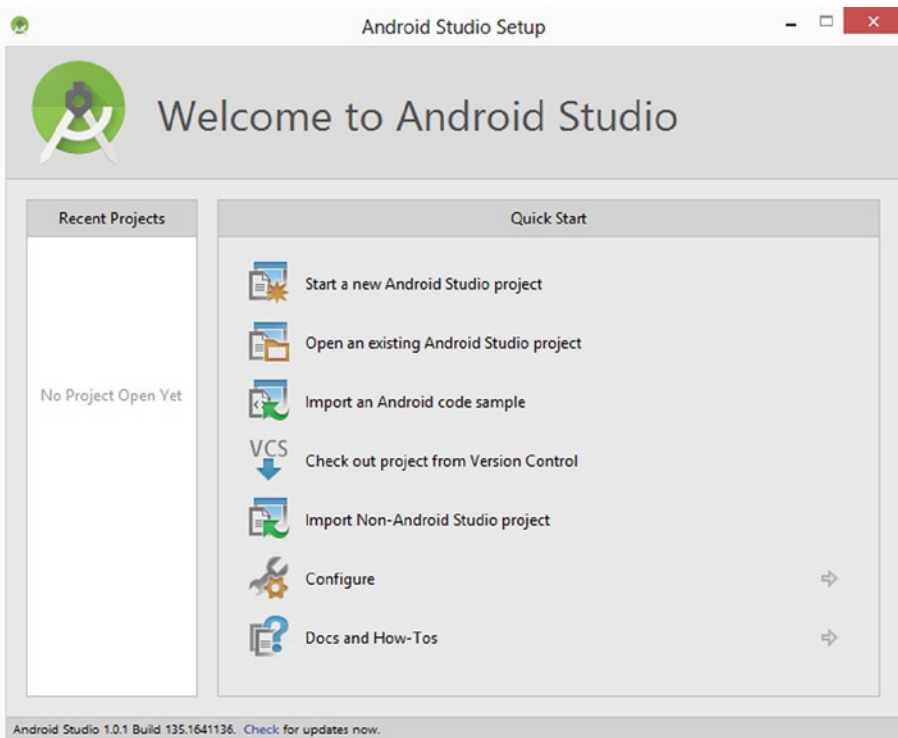 Android Studio Setup
Welcome to Android Studio
Recent Projects
No Project Open Yet
Quick Start
Start a new Android Studio project
Open an existing Android Studio project
Import an Android code sample
VCS
Check out project from Version Control
Import Non-Android Studio project
Configure
Docs and How-Tos
Android Studio 1.0.1 Build 135.1641136. Check for updates now.